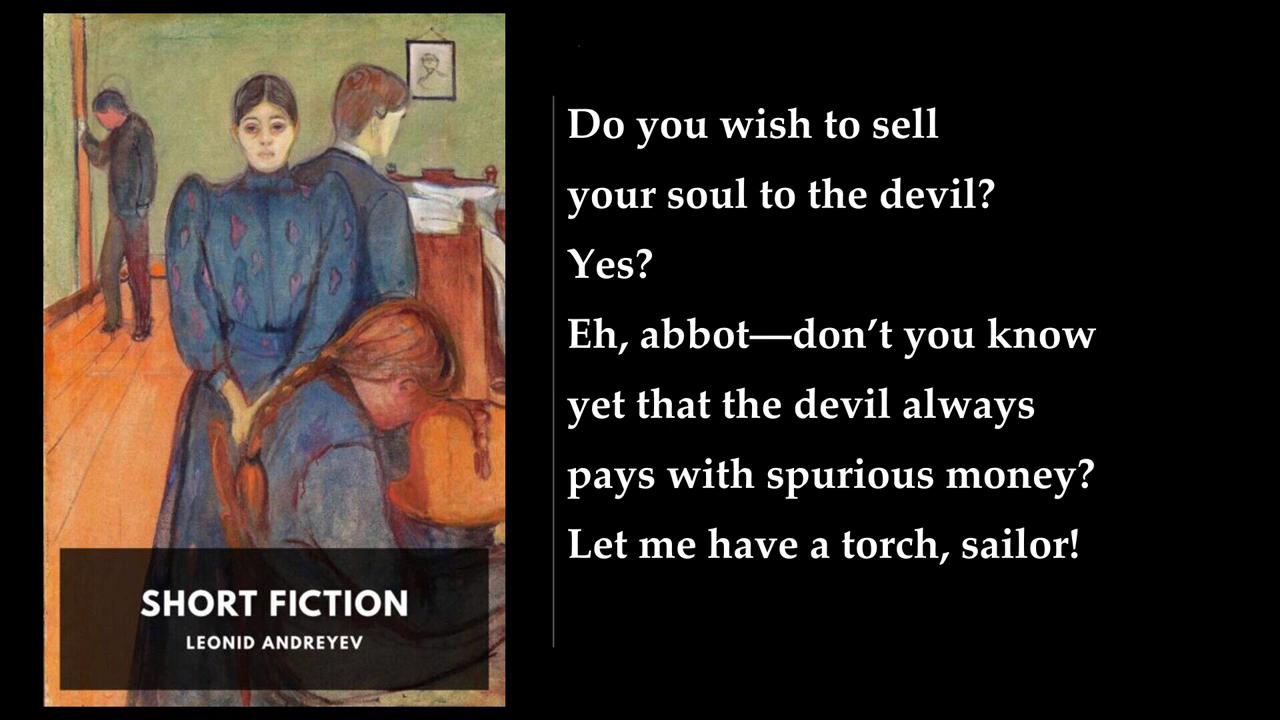 SHORT FICTION
LEONID ANDREYEV
Do you wish to sell
your soul to the devil?
Yes?
Eh, abbot—don’t you know
yet that the devil always
pays with spurious money?
Let me have a torch, sailor!